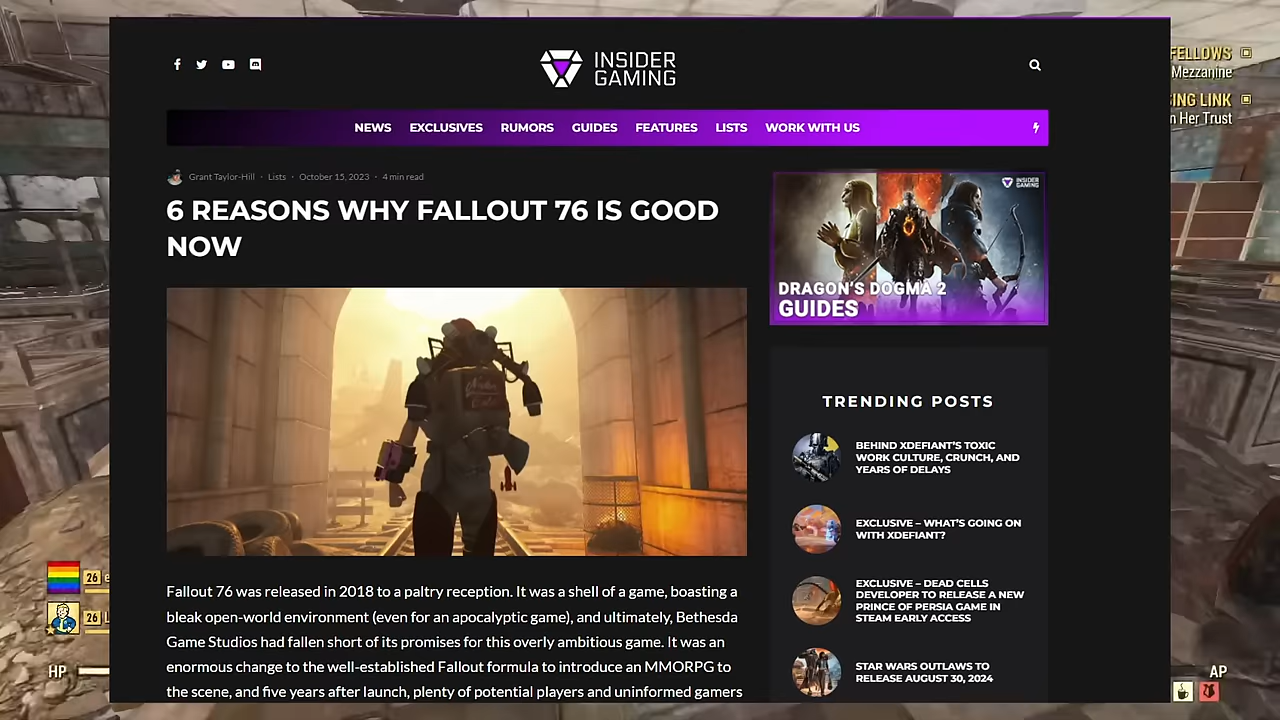 FELLOWS
Mezzanine
ING LINK
n Her Trust
INSIDER
GAMING
NEWS EXCLUSIVES RUMORS GUIDES FEATURES LISTS WORK WITH US
Grant Taylor-Hill · Lists · October 15, 2023 · 4 min read
6 REASONS WHY FALLOUT 76 IS GOOD
NOW
INSIDER
GAMING
DRAGON'S DOGMA 2
GUIDES
TRENDING POSTS
BEHIND XDEFIANT'S TOXIC
WORK CULTURE, CRUNCH, AND
YEARS OF DELAYS
EXCLUSIVE – WHAT'S GOING ON
WITH XDEFIANT?
EXCLUSIVE – DEAD CELLS
DEVELOPER TO RELEASE A NEW
PRINCE OF PERSIA GAME IN
STEAM EARLY ACCESS
STAR WARS OUTLAWS TO
RELEASE AUGUST 30, 2024
Fallout 76 was released in 2018 to a paltry reception. It was a shell of a game, boasting a
bleak open-world environment (even for an apocalyptic game), and ultimately, Bethesda
Game Studios had fallen short of its promises for this overly ambitious game. It was an
enormous change to the well-established Fallout formula to introduce an MMORPG to
the scene, and five years after launch, plenty of potential players and uninformed gamers
26
26
HP
AP